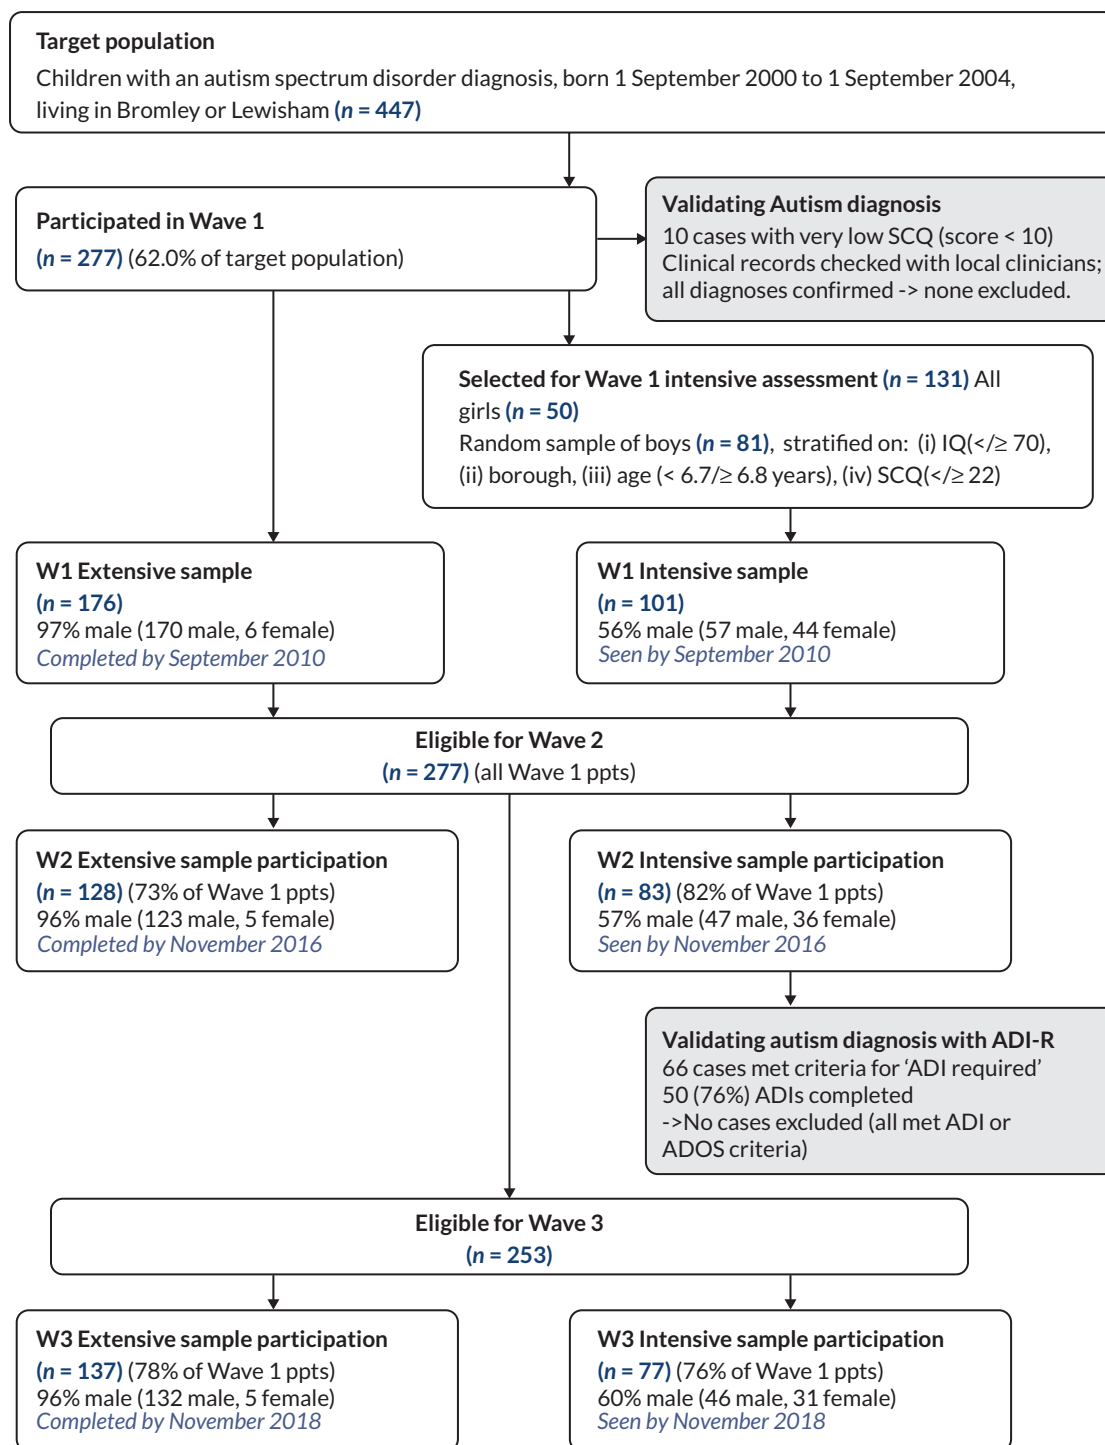 Target population
Children with an autism spectrum disorder diagnosis, born 1 September 2000 to 1 September 2004,
living in Bromley or Lewisham (n = 447)
Participated in Wave 1
(n = 277) (62.0% of target population)
Validating Autism diagnosis
10 cases with very low SCQ (score < 10)
Clinical records checked with local clinicians;
all diagnoses confirmed -> none excluded.
Selected for Wave 1 intensive assessment (n = 131) All
girls (n = 50)
Random sample of boys (n = 81), stratified on: (i) IQ(</≥ 70),
(ii) borough, (iii) age (< 6.7/≥ 6.8 years), (iv) SCQ(</≥ 22)
W1 Extensive sample
(n = 176)
97% male (170 male, 6 female)
Completed by September 2010
W1 Intensive sample
(n = 101)
56% male (57 male, 44 female)
Seen by September 2010
Eligible for Wave 2
(n = 277) (all Wave 1 ppts)
W2 Extensive sample participation
(n = 128) (73% of Wave 1 ppts)
96% male (123 male, 5 female)
Completed by November 2016
W2 Intensive sample participation
(n = 83) (82% of Wave 1 ppts)
57% male (47 male, 36 female)
Seen by November 2016
Validating autism diagnosis with ADI-R
66 cases met criteria for ‘ADI required’
50 (76%) ADIs completed
->No cases excluded (all met ADI or
ADOS criteria)
Eligible for Wave 3
(n = 253)
W3 Extensive sample participation
(n = 137) (78% of Wave 1 ppts)
96% male (132 male, 5 female)
Completed by November 2018
W3 Intensive sample participation
(n = 77) (76% of Wave 1 ppts)
60% male (46 male, 31 female)
Seen by November 2018